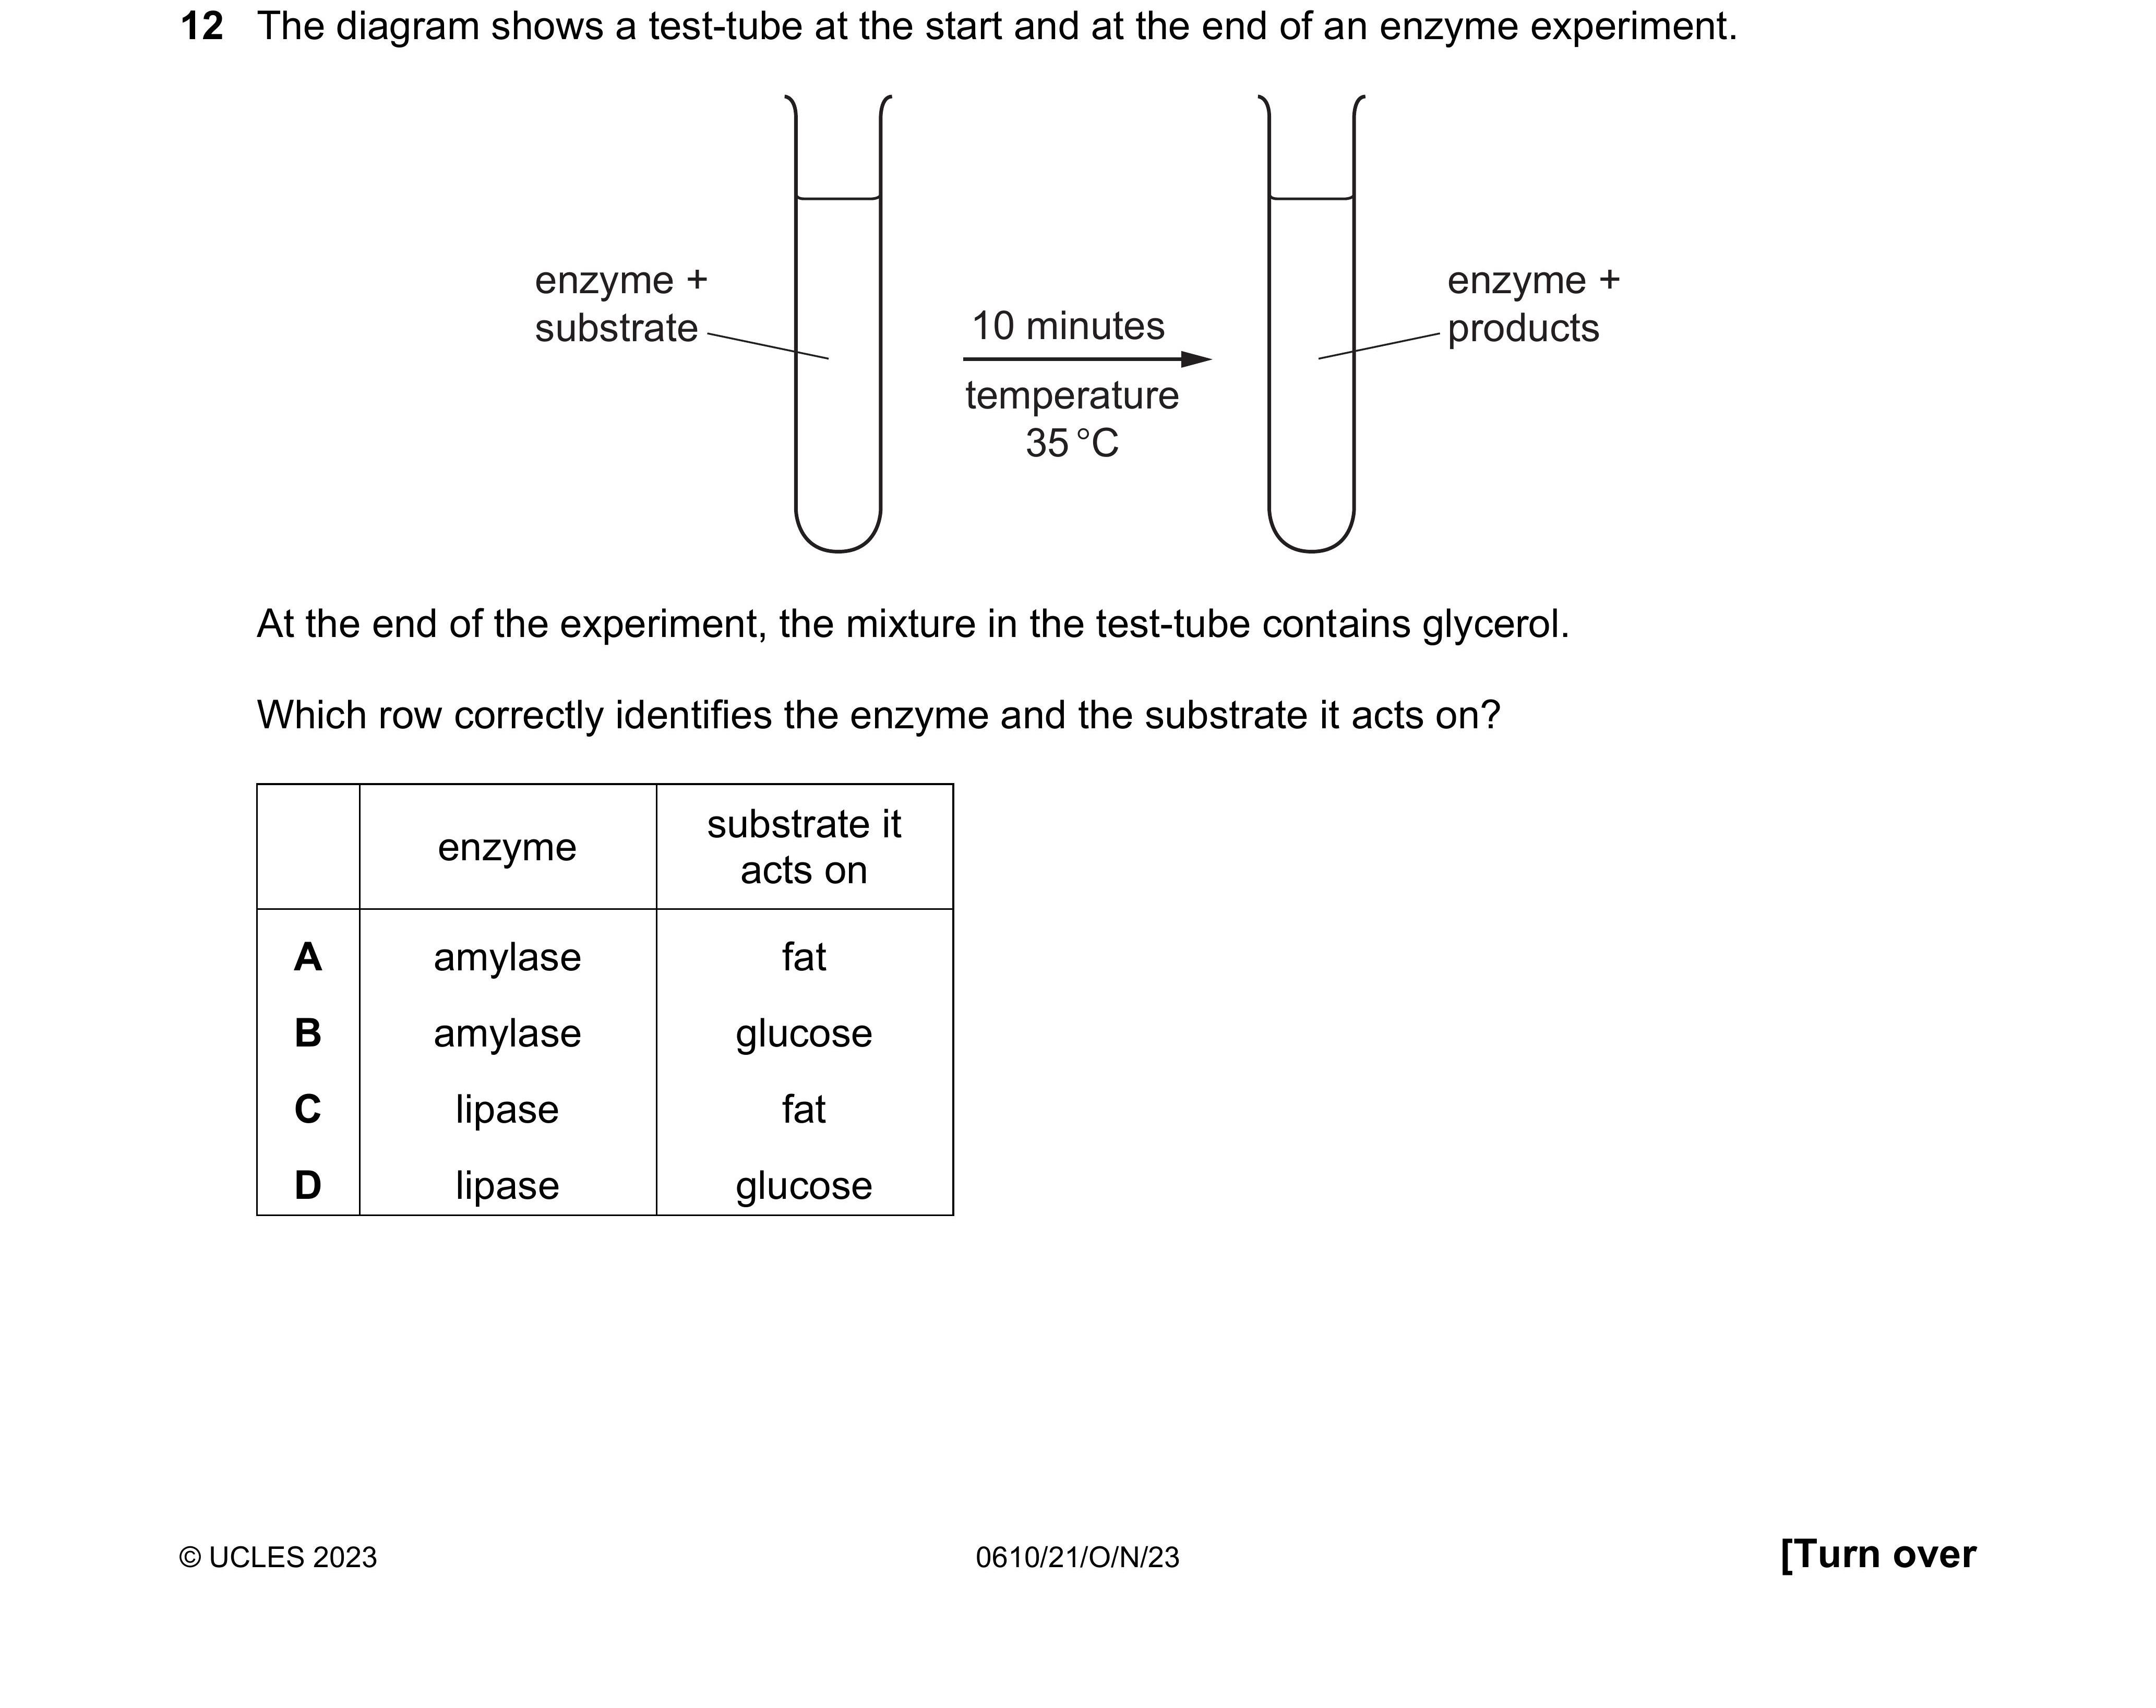 12 The diagram shows a test-tube at the start and at the end of an enzyme experiment.
enzyme +
substrate
10 minutes
temperature
35 °C
enzyme +
products
At the end of the experiment, the mixture in the test-tube contains glycerol.
Which row correctly identifies the enzyme and the substrate it acts on?
enzyme substrate it
acts on
A amylase fat
B amylase glucose
C lipase fat
D lipase glucose
© UCLES 2023 0610/21/O/N/23 [Turn over